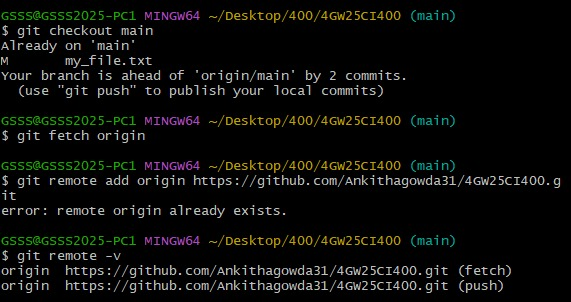 GSSS@GSSS2025-PC1 MINGW64 ~/Desktop/400/4GW25CI400 (main)
$ git checkout main
Already on 'main'
M       my_file.txt
Your branch is ahead of 'origin/main' by 2 commits.
  (use "git push" to publish your local commits)

GSSS@GSSS2025-PC1 MINGW64 ~/Desktop/400/4GW25CI400 (main)
$ git fetch origin

GSSS@GSSS2025-PC1 MINGW64 ~/Desktop/400/4GW25CI400 (main)
$ git remote add origin https://github.com/Ankithagowda31/4GW25CI400.g
it
error: remote origin already exists.

GSSS@GSSS2025-PC1 MINGW64 ~/Desktop/400/4GW25CI400 (main)
$ git remote -v
origin  https://github.com/Ankithagowda31/4GW25CI400.git (fetch)
origin  https://github.com/Ankithagowda31/4GW25CI400.git (push)